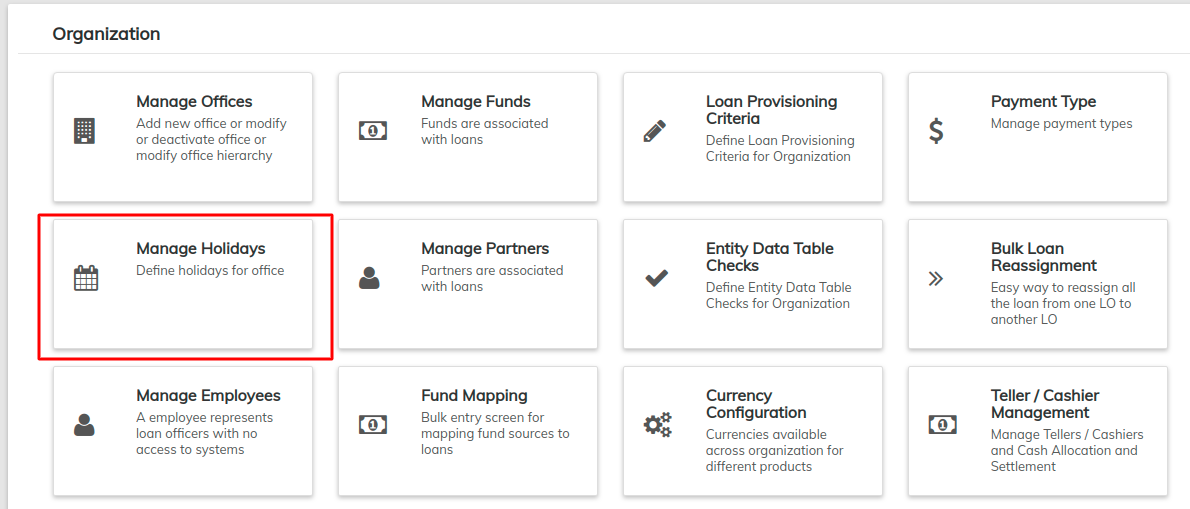 Organization
Manage Offices
Add new office or modify
or deactivate office or
modify office hierarchy
Manage Funds
Funds are associated
with loans
Loan Provisioning
Criteria
Define Loan Provisioning
Criteria for Organization
Payment Type
Manage payment types
Manage Holidays
Define holidays for office
Manage Partners
Partners are associated
with loans
Entity Data Table
Checks
Define Entity Data Table
Checks for Organization
Bulk Loan
Reassignment
Easy way to reassign all
the loan from one LO to
another LO
Manage Employees
A employee represents
loan officers with no
access to systems
Fund Mapping
Bulk entry screen for
mapping fund sources to
loans
Currency
Configuration
Currencies available
across organization for
different products
Teller / Cashier
Management
Manage Tellers / Cashiers
and Cash Allocation and
Settlement